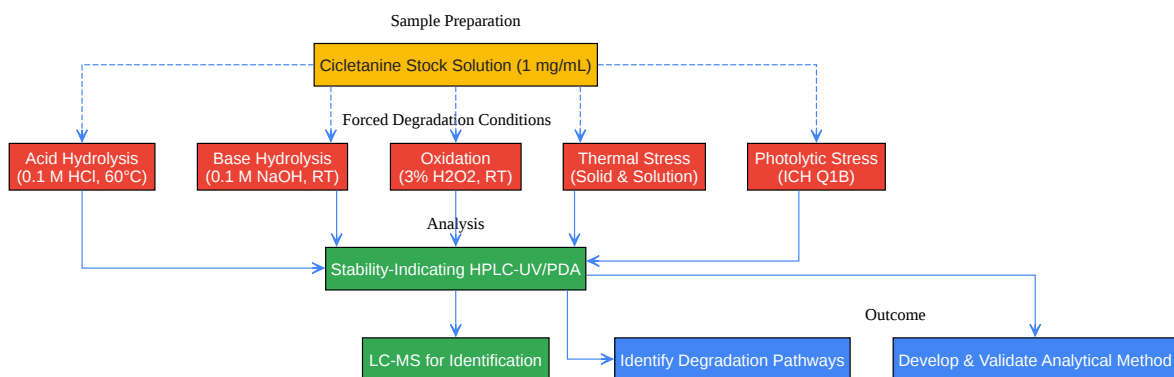 Sample Preparation
Cicletanine Stock Solution (1 mg/mL)
Forced Degradation Conditions
Acid Hydrolysis
(0.1 M HCl, 60°C)
Base Hydrolysis
(0.1 M NaOH, RT)
Oxidation
(3% H2O2, RT)
Thermal Stress
(Solid & Solution)
Photolytic Stress
(ICH Q1B)
Analysis
Stability-Indicating HPLC-UV/PDA
Outcome
LC-MS for Identification
Identify Degradation Pathways
Develop & Validate Analytical Method